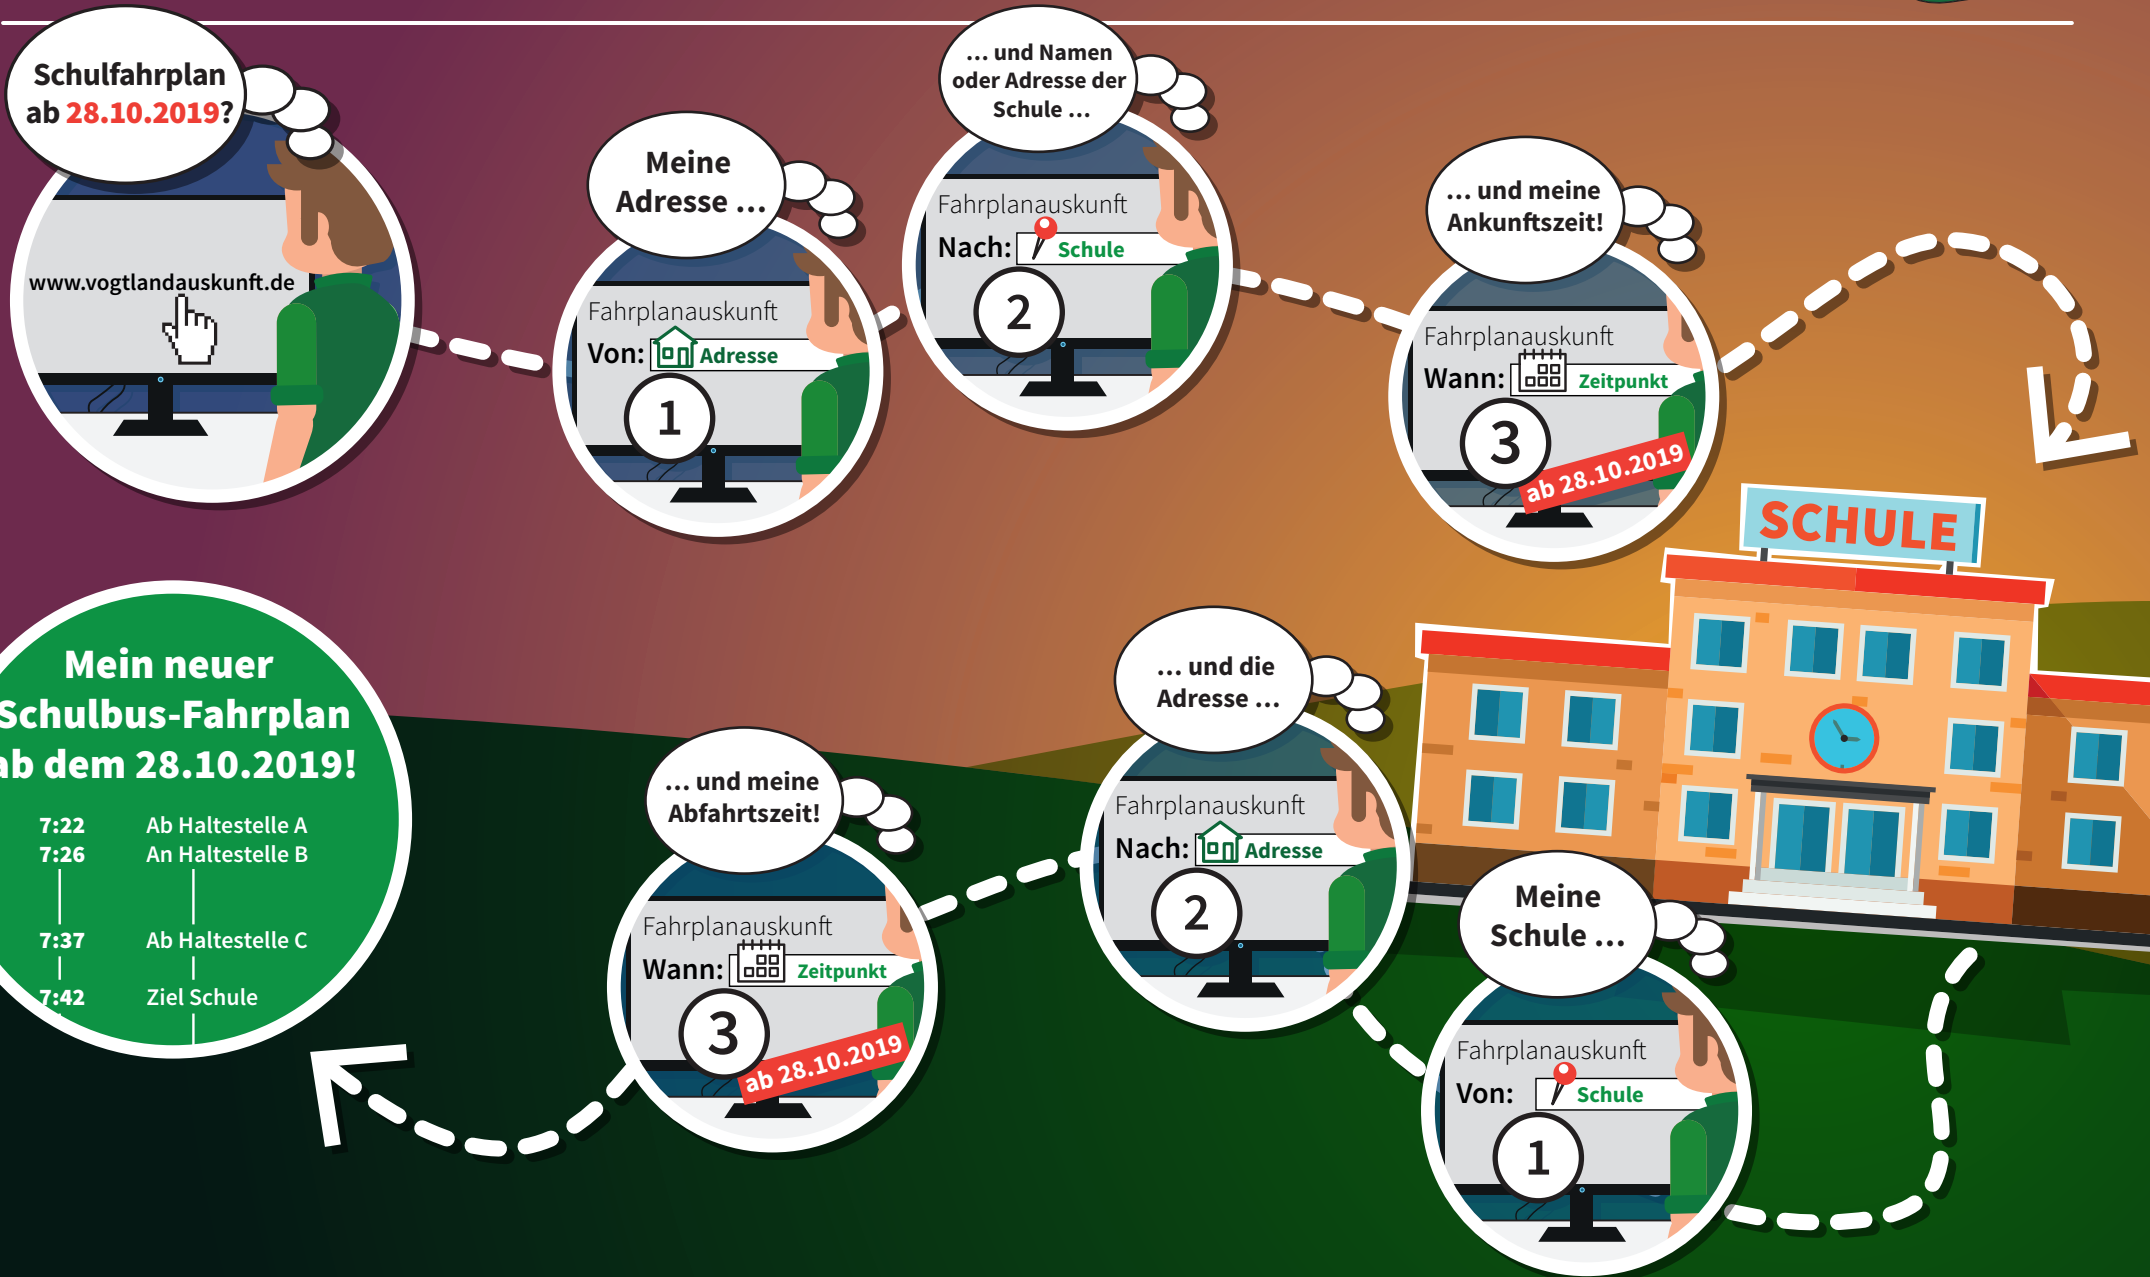 Schulfahrplan
ab 28.10.2019?
www.vogtlandauskunft.de
Meine
Adresse ...
Fahrplanauskunft
Von: Adresse
1
... und Namen
oder Adresse der
Schule ...
Fahrplanauskunft
Nach: Schule
2
... und meine
Ankunftszeit!
Fahrplanauskunft
Wann: Zeitpunkt
3
ab 28.10.2019
SCHULE
Meine
Schule ...
Fahrplanauskunft
Von: Schule
1
... und die
Adresse ...
Fahrplanauskunft
Nach: Adresse
2
... und meine
Abfahrtszeit!
Fahrplanauskunft
Wann: Zeitpunkt
3
ab 28.10.2019
Mein neuer
Schulbus-Fahrplan
ab dem 28.10.2019!
7:22 Ab Haltestelle A
7:26 An Haltestelle B
7:37 Ab Haltestelle C
7:42 Ziel Schule